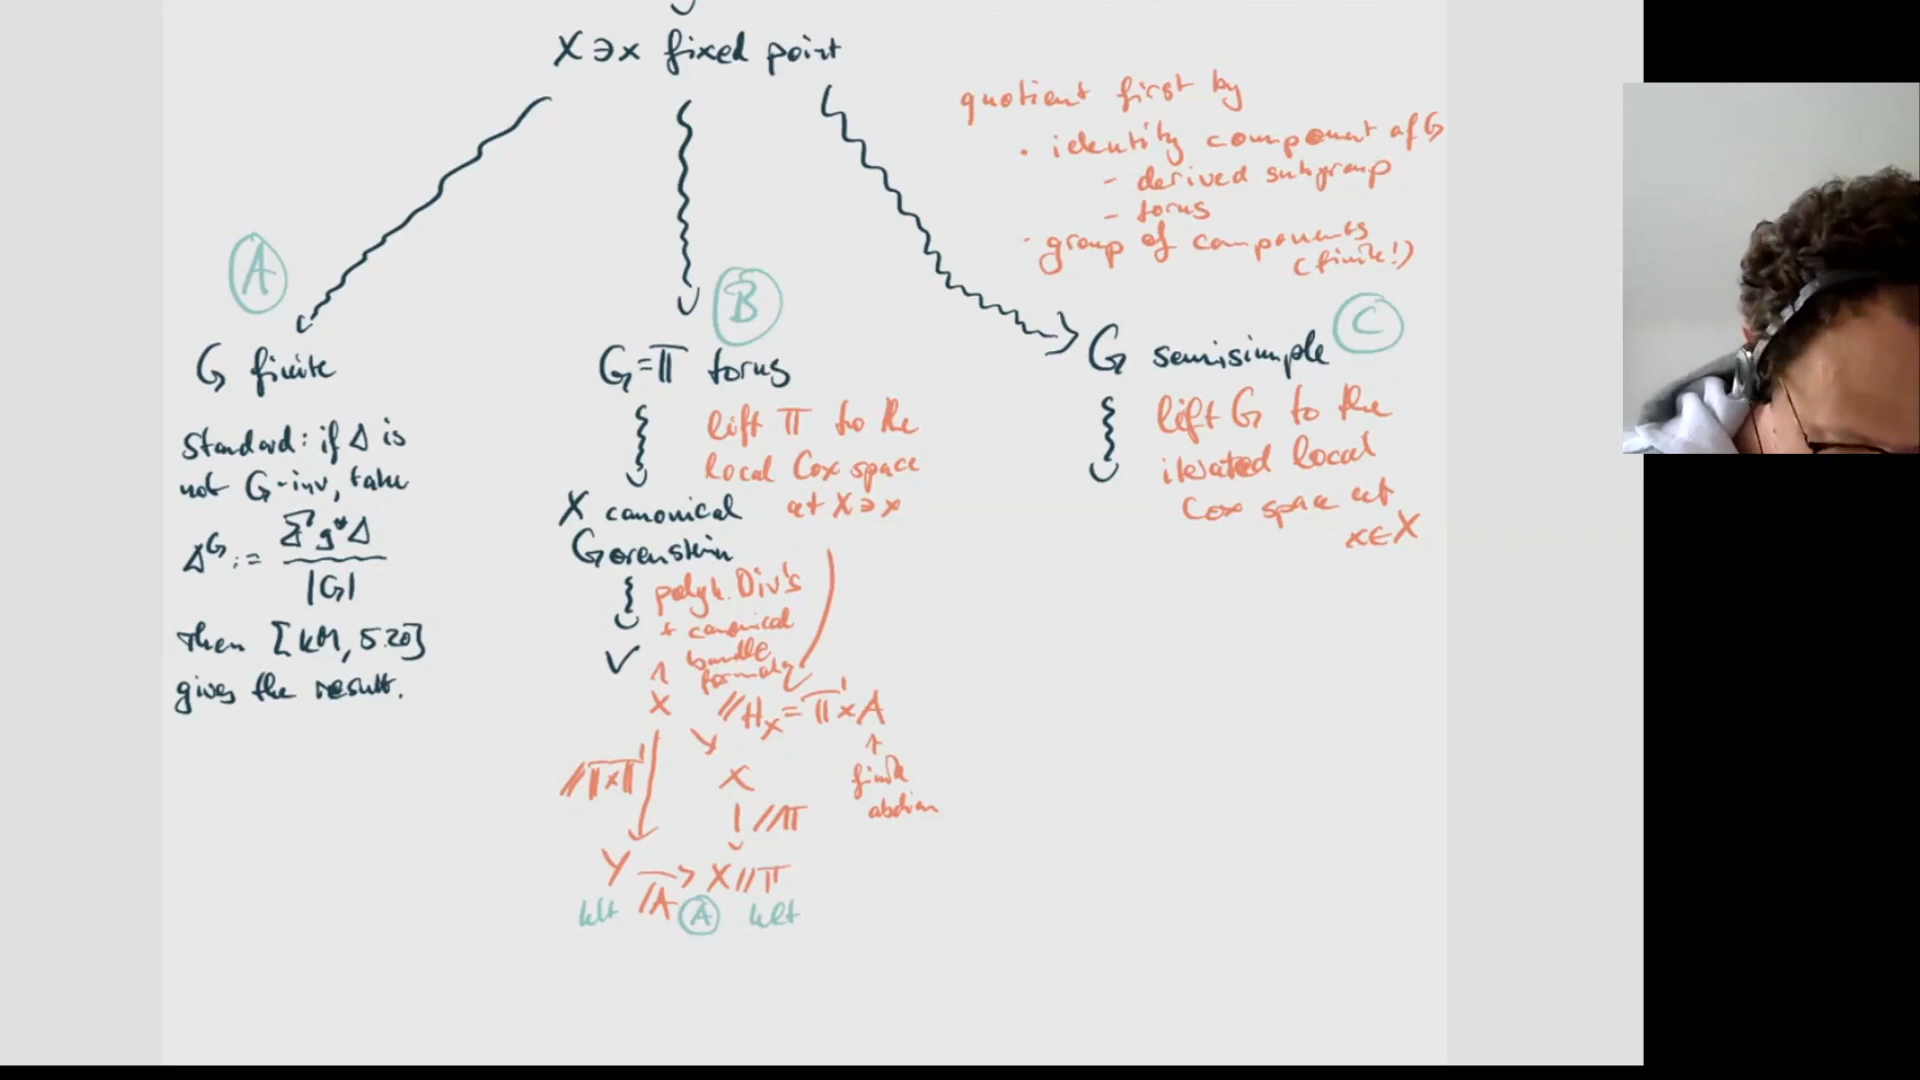 X∋x fixed point
quotient first by
· identity component of G
- derived subgroup
- torus
· group of components
(finite!)
A
G finite
Standard: if Δ is
not G-inv, take
Δ^G := Σ g*Δ / |G|
then [KM, 5.20]
gives the result.
B
G=𝕋 torus
lift 𝕋 to the
local Cox space
at X∋x
X canonical
Gorenstein
polyh. Div's
+ canonical
bundle
formula
✓
X //H_X = 𝕋' × A
↑
finite
abelian
//𝕋×𝕋'
X
//𝕋
Y → X//𝕋
/A
klt A klt
C
G semisimple
lift G to the
iterated local
Cox space at
x∈X